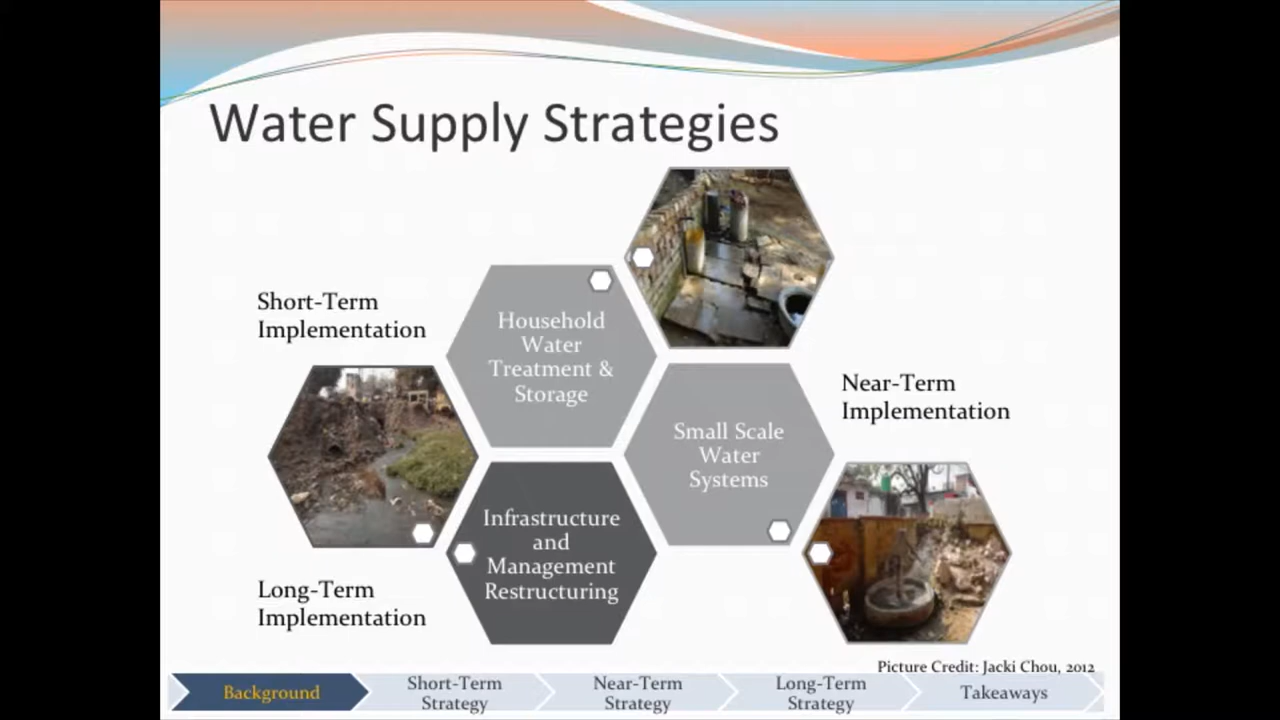 Water Supply Strategies
Short-Term
Implementation
Household
Water
Treatment &
Storage
Near-Term
Implementation
Small Scale
Water
Systems
Infrastructure
and
Management
Restructuring
Long-Term
Implementation
Picture Credit: Jacki Chou, 2012
Background
Short-Term
Strategy
Near-Term
Strategy
Long-Term
Strategy
Takeaways